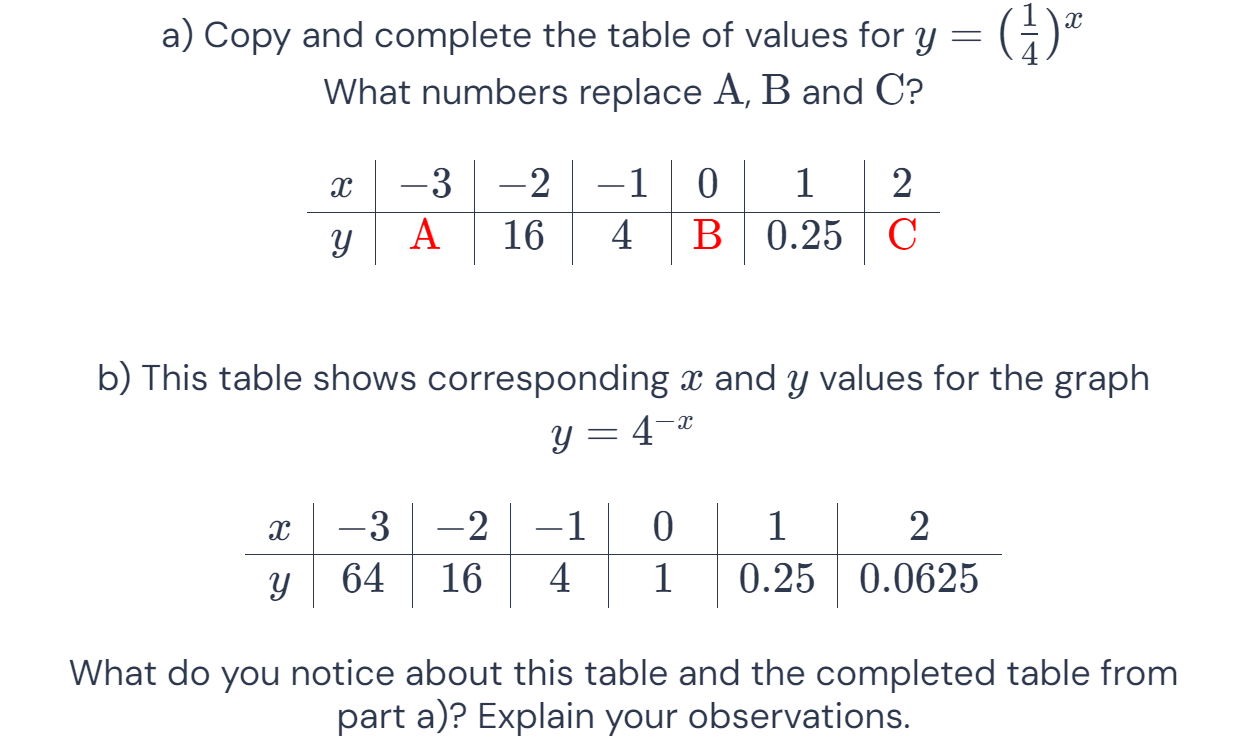 a) Copy and complete the table of values for y = (1/4)^x
What numbers replace A, B and C?
x −3 −2 −1 0 1 2
y A 16 4 B 0.25 C
b) This table shows corresponding x and y values for the graph
y = 4^−x
x −3 −2 −1 0 1 2
y 64 16 4 1 0.25 0.0625
What do you notice about this table and the completed table from
part a)? Explain your observations.